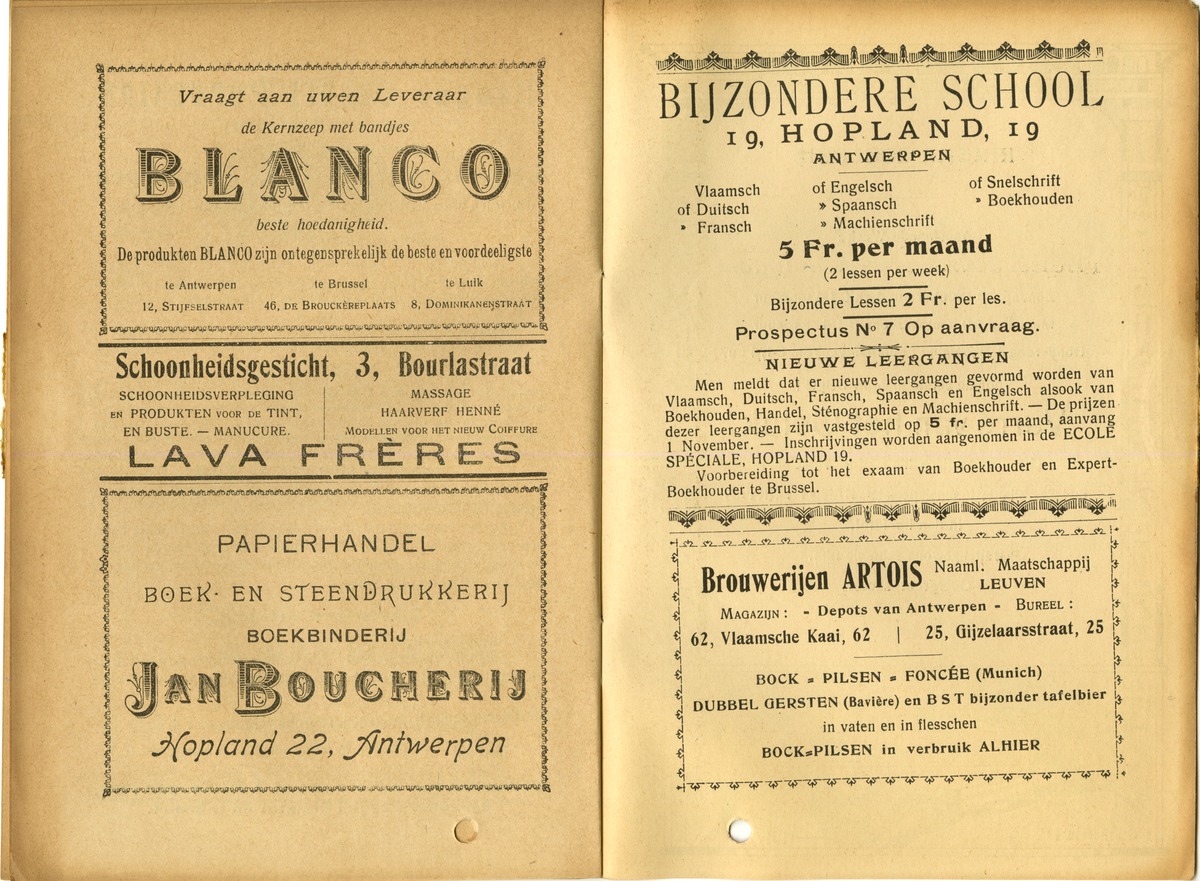 Vraagt aan uwen Leveraar
de Kernzeep met bandjes
BLANCO
beste hoedanigheid.
De produkten BLANCO zijn ontegensprekelijk de beste en voordeeligste
te Antwerpen te Brussel te Luik
12, STIJFSELSTRAAT 46, DE BROUCKÈREPLAATS 8, DOMINIKANENSTRAAT
Schoonheidsgesticht, 3, Bourlastraat
SCHOONHEIDSVERPLEGING
EN PRODUKTEN VOOR DE TINT,
EN BUSTE. — MANUCURE.
MASSAGE
HAARVERF HENNÉ
MODELLEN VOOR HET NIEUW COIFFURE
LAVA FRÈRES
PAPIERHANDEL
BOEK- EN STEENDRUKKERIJ
BOEKBINDERIJ
JAN BOUCHERIJ
Hopland 22, Antwerpen
BIJZONDERE SCHOOL
19, HOPLAND, 19
ANTWERPEN
Vlaamsch
of Duitsch
» Fransch
of Engelsch
» Spaansch
» Machienschrift
of Snelschrift
» Boekhouden
5 Fr. per maand
(2 lessen per week)
Bijzondere Lessen 2 Fr. per les.
Prospectus No 7 Op aanvraag.
NIEUWE LEERGANGEN
Men meldt dat er nieuwe leergangen gevormd worden van
Vlaamsch, Duitsch, Fransch, Spaansch en Engelsch alsook van
Boekhouden, Handel, Sténographie en Machienschrift. — De prijzen
dezer leergangen zijn vastgesteld op 5 fr. per maand, aanvang
1 November. — Inschrijvingen worden aangenomen in de ECOLE
SPÉCIALE, HOPLAND 19.
Voorbereiding tot het exaam van Boekhouder en Expert-
Boekhouder te Brussel.
Brouwerijen ARTOIS Naaml. Maatschappij
LEUVEN
MAGAZIJN : - Depots van Antwerpen - BUREEL :
62, Vlaamsche Kaai, 62 | 25, Gijzelaarsstraat, 25
BOCK = PILSEN = FONCÉE (Munich)
DUBBEL GERSTEN (Bavière) en B S T bijzonder tafelbier
in vaten en in flesschen
BOCK=PILSEN in verbruik ALHIER